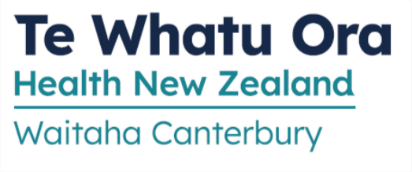 Te Whatu Ora
Health New Zealand
Waitaha Canterbury